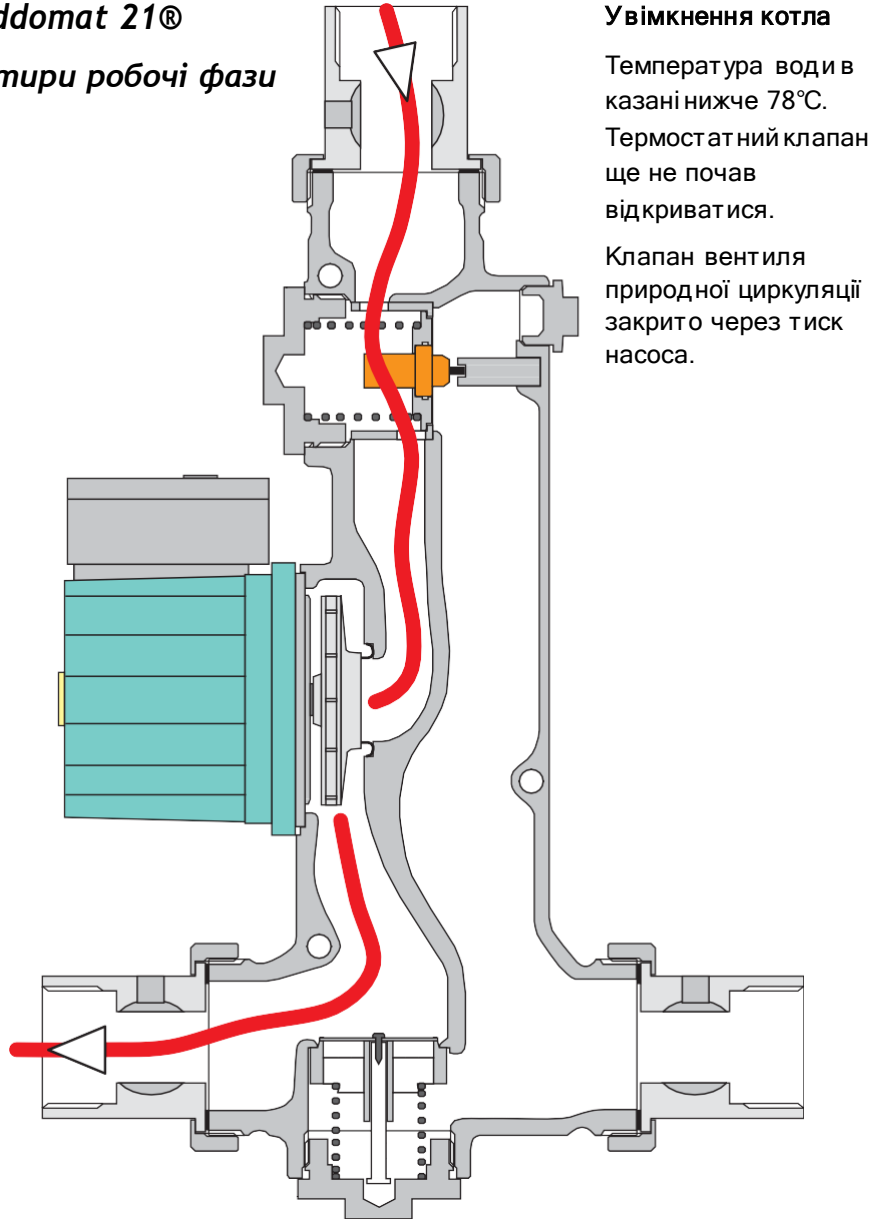 ddomat 21®
тири робочі фази
Увімкнення котла
Температура води в
казані нижче 78°C.
Термостатний клапан
ще не почав
відкриватися.
Клапан вентиля
природної циркуляції
закрито через тиск
насоса.